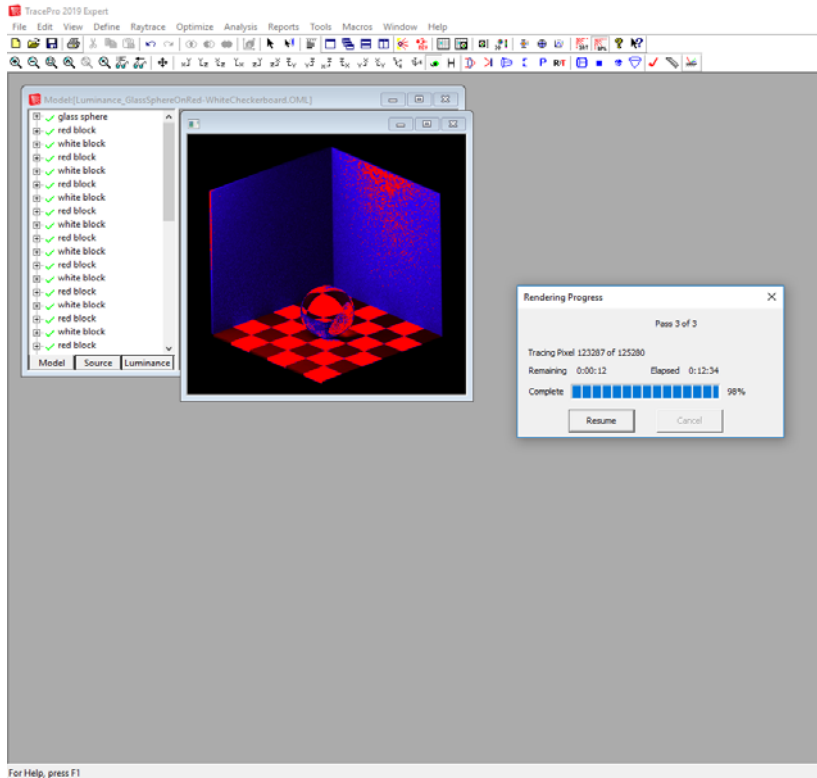 TracePro 2019 Expert
File Edit View Define Raytrace Optimize Analysis Reports Tools Macros Window Help
Model:[Luminance_GlassSphereOnRed-WhiteCheckerboard.OML]
glass sphere
red block
white block
red block
white block
red block
white block
red block
white block
red block
white block
red block
white block
red block
white block
red block
white block
red block
Model Source Luminance
Rendering Progress
Pass 3 of 3
Tracing Pixel 123287 of 125280
Remaining 0:00:12 Elapsed 0:12:34
Complete 98%
Resume Cancel
For Help, press F1